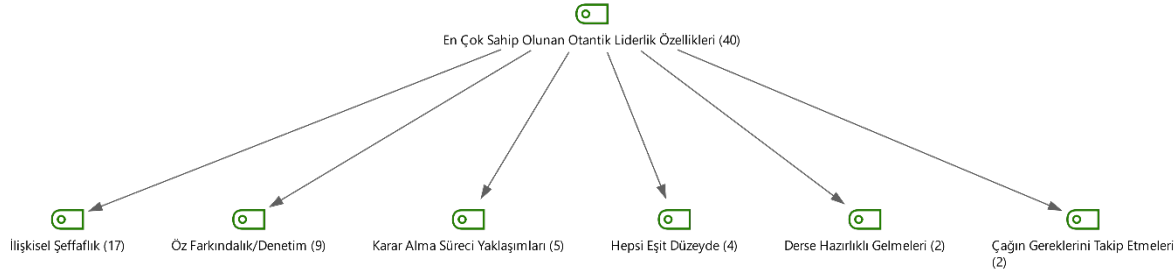 En Çok Sahip Olunan Otantik Liderlik Özellikleri (40)
İlişkisel Şeffaflık (17)
Öz Farkındalık/Denetim (9)
Karar Alma Süreci Yaklaşımları (5)
Hepsi Eşit Düzeyde (4)
Derse Hazırlıklı Gelmeleri (2)
Çağın Gereklerini Takip Etmeleri
(2)